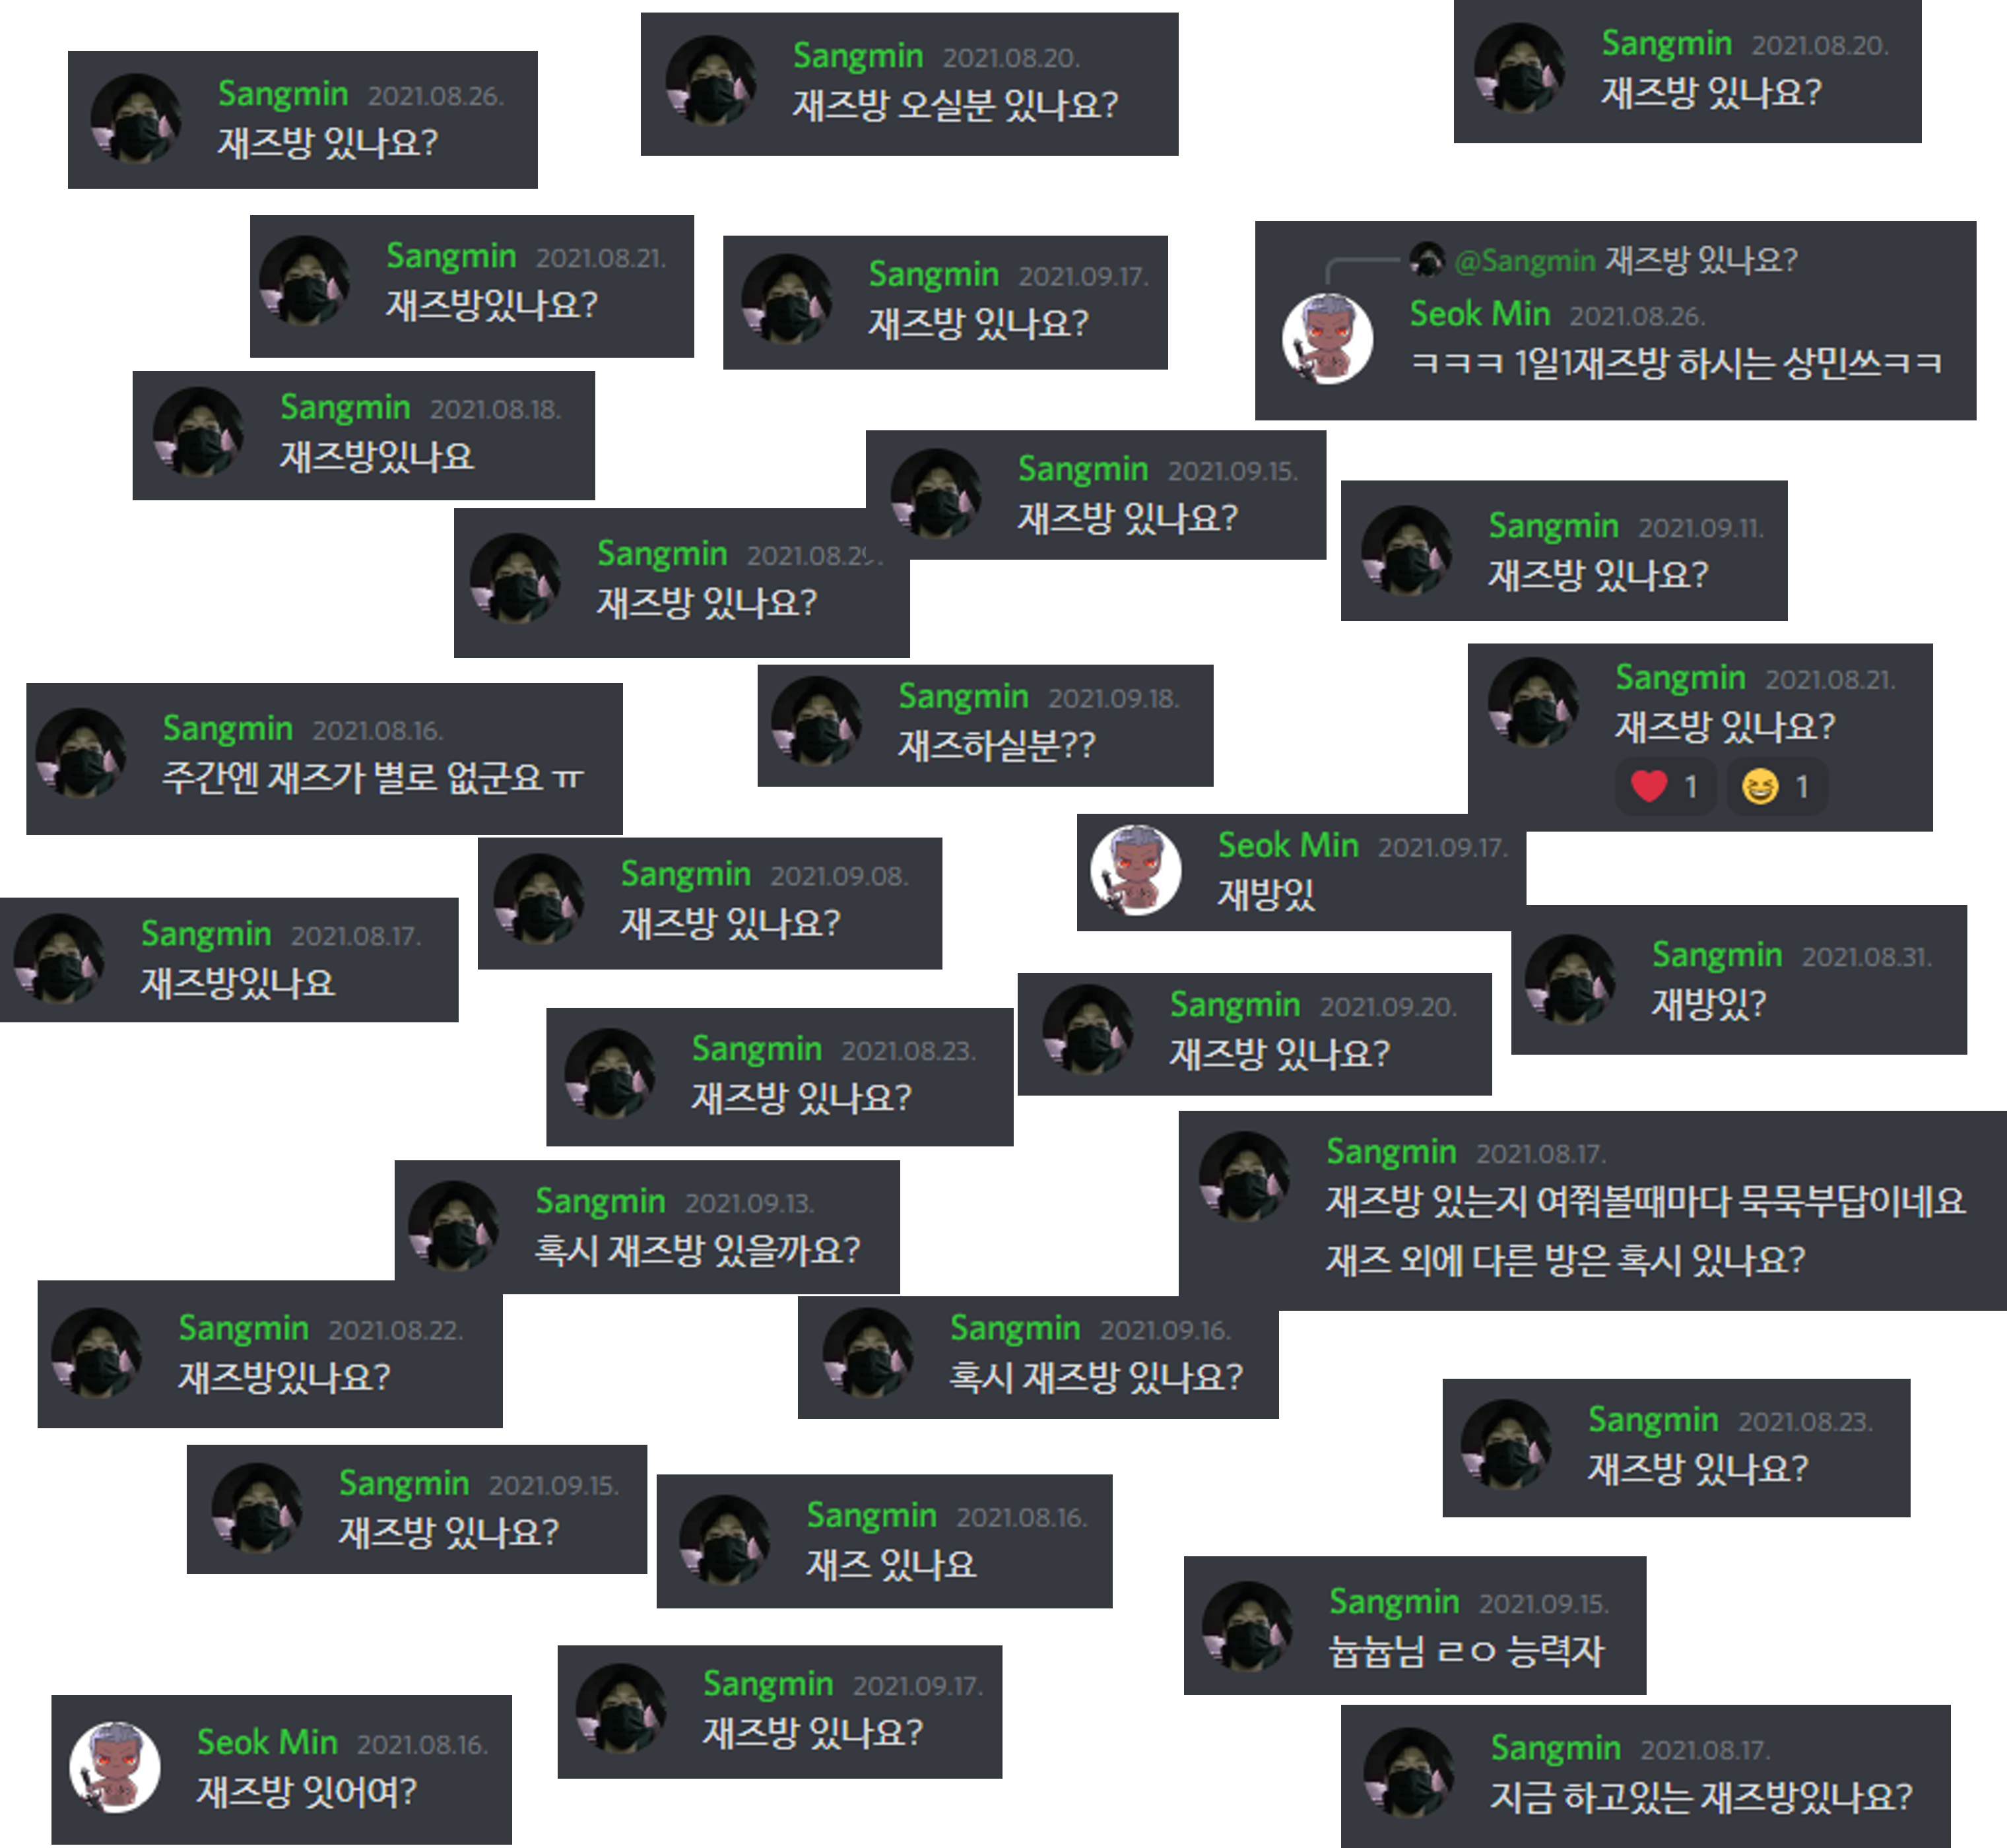 Sangmin 2021.08.26.
재즈방 있나요?
Sangmin 2021.08.20.
재즈방 오실분 있나요?
Sangmin 2021.08.20.
재즈방 있나요?
Sangmin 2021.08.21.
재즈방있나요?
Sangmin 2021.09.17.
재즈방 있나요?
@Sangmin 재즈방 있나요?
Seok Min 2021.08.26.
ㅋㅋㅋ 1일1재즈방 하시는 상민쓰ㅋㅋ
Sangmin 2021.08.18.
재즈방있나요
Sangmin 2021.09.15.
재즈방 있나요?
Sangmin 2021.09.11.
재즈방 있나요?
Sangmin 2021.08.29.
재즈방 있나요?
Sangmin 2021.08.16.
주간엔 재즈가 별로 없군요 ㅠ
Sangmin 2021.09.18.
재즈하실분??
Sangmin 2021.08.21.
재즈방 있나요?
1 1
Sangmin 2021.09.08.
재즈방 있나요?
Seok Min 2021.09.17.
재방있
Sangmin 2021.08.17.
재즈방있나요
Sangmin 2021.08.31.
재방있?
Sangmin 2021.09.20.
재즈방 있나요?
Sangmin 2021.08.23.
재즈방 있나요?
Sangmin 2021.08.17.
재즈방 있는지 여쭤볼때마다 묵묵부답이네요
재즈 외에 다른 방은 혹시 있나요?
Sangmin 2021.09.13.
혹시 재즈방 있을까요?
Sangmin 2021.08.22.
재즈방있나요?
Sangmin 2021.09.16.
혹시 재즈방 있나요?
Sangmin 2021.08.23.
재즈방 있나요?
Sangmin 2021.09.15.
재즈방 있나요?
Sangmin 2021.08.16.
재즈 있나요
Sangmin 2021.09.15.
늅늅님 ㄹㅇ 능력자
Sangmin 2021.09.17.
재즈방 있나요?
Seok Min 2021.08.16.
재즈방 잇어여?
Sangmin 2021.08.17.
지금 하고있는 재즈방있나요?